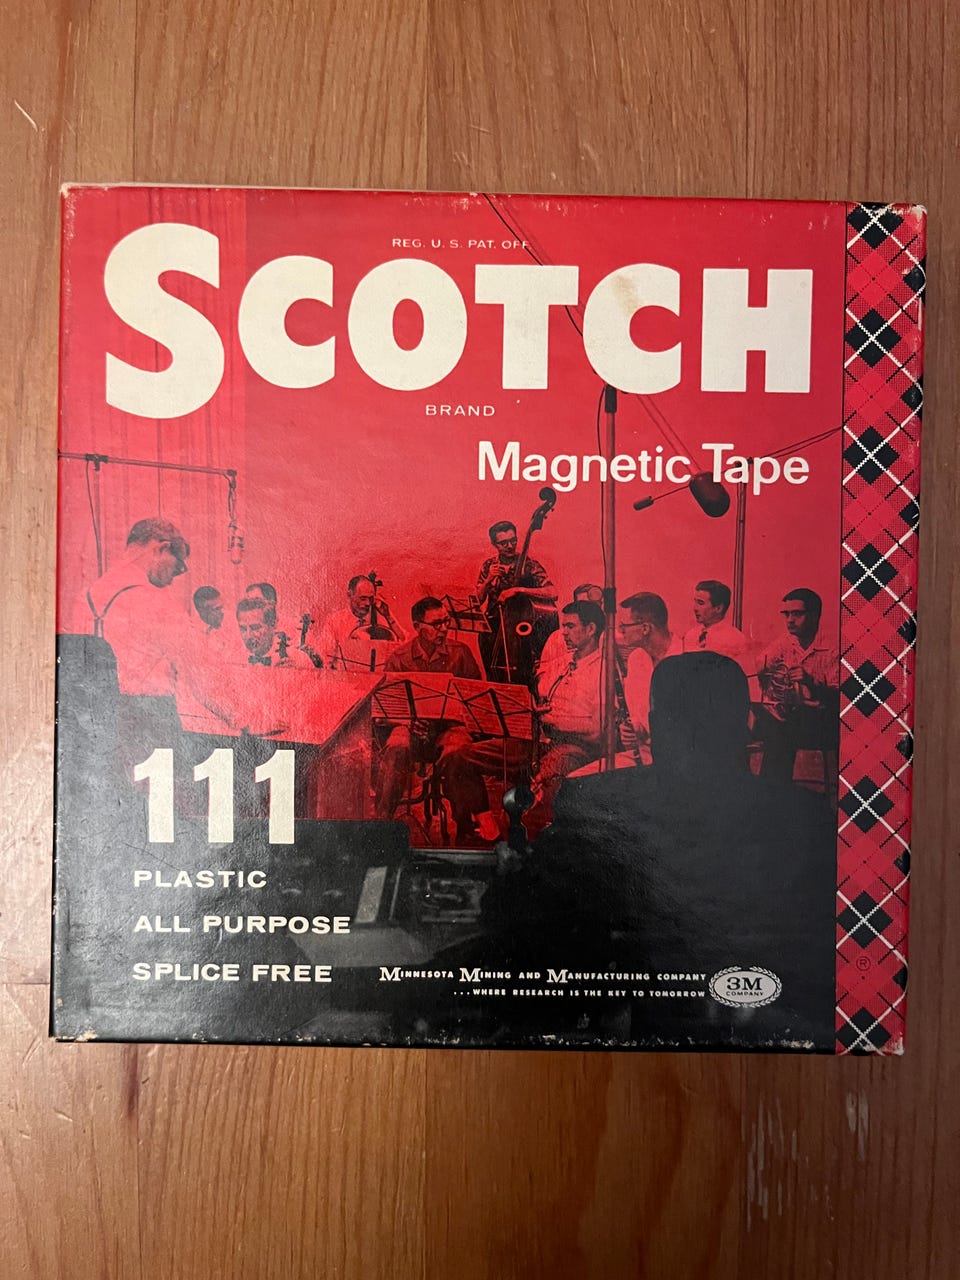 REG. U. S. PAT. OFF.
SCOTCH
BRAND
Magnetic Tape
111
PLASTIC
ALL PURPOSE
SPLICE FREE
MINNESOTA MINING AND MANUFACTURING COMPANY
...WHERE RESEARCH IS THE KEY TO TOMORROW
3M
COMPANY
®